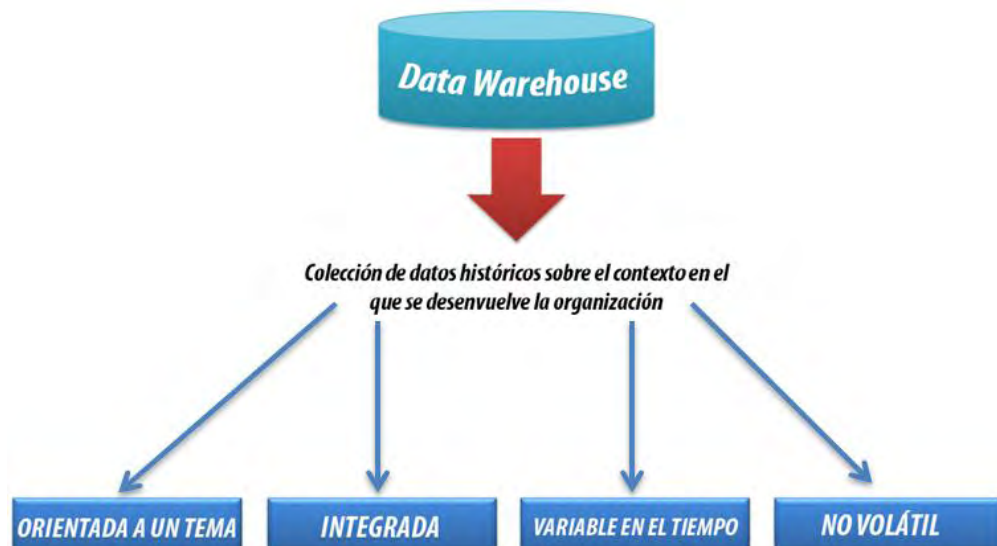 Data Warehouse
Colección de datos históricos sobre el contexto en el
que se desenvuelve la organización
ORIENTADA A UN TEMA
INTEGRADA
VARIABLE EN EL TIEMPO
NO VOLÁTIL